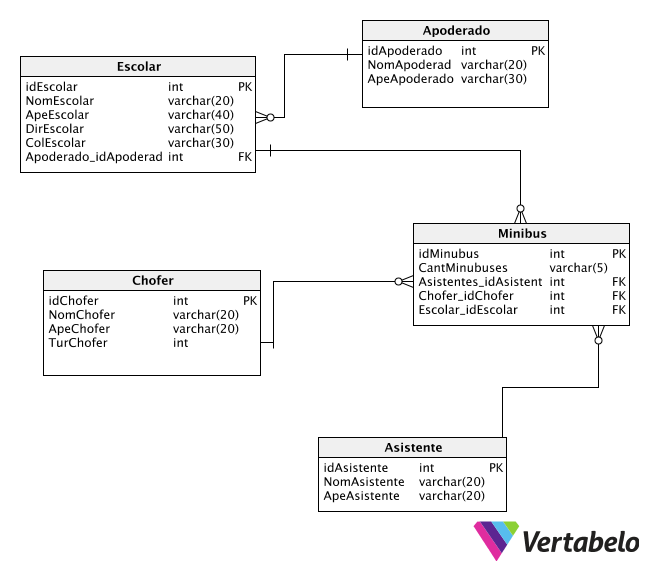 Apoderado
idApoderado int PK
NomApoderad varchar(20)
ApeApoderado varchar(30)
Escolar
idEscolar int PK
NomEscolar varchar(20)
ApeEscolar varchar(40)
DirEscolar varchar(50)
ColEscolar varchar(30)
Apoderado_idApoderad int FK
Minibus
idMinubus int PK
CantMinubuses varchar(5)
Asistentes_idAsistent int FK
Chofer_idChofer int FK
Escolar_idEscolar int FK
Chofer
idChofer int PK
NomChofer varchar(20)
ApeChofer varchar(20)
TurChofer int
Asistente
idAsistente int PK
NomAsistente varchar(20)
ApeAsistente varchar(20)
Vertabelo